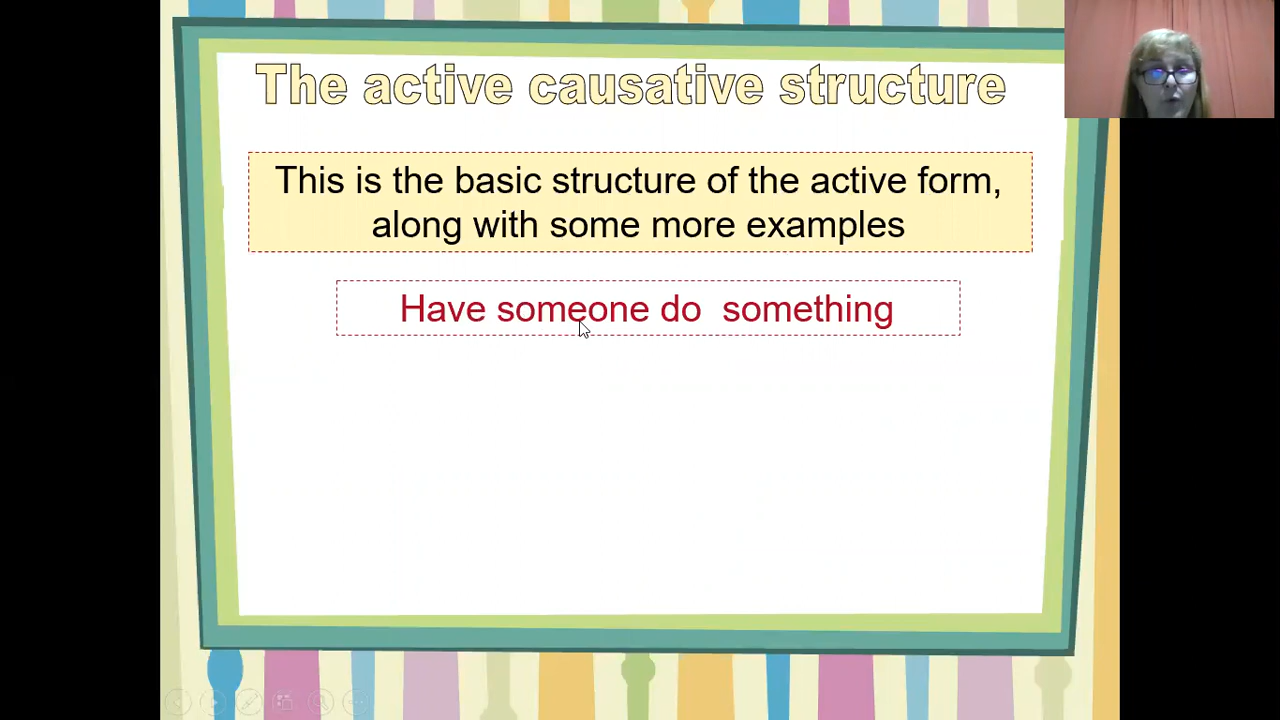 The active causative structure
This is the basic structure of the active form,
along with some more examples
Have someone do  something